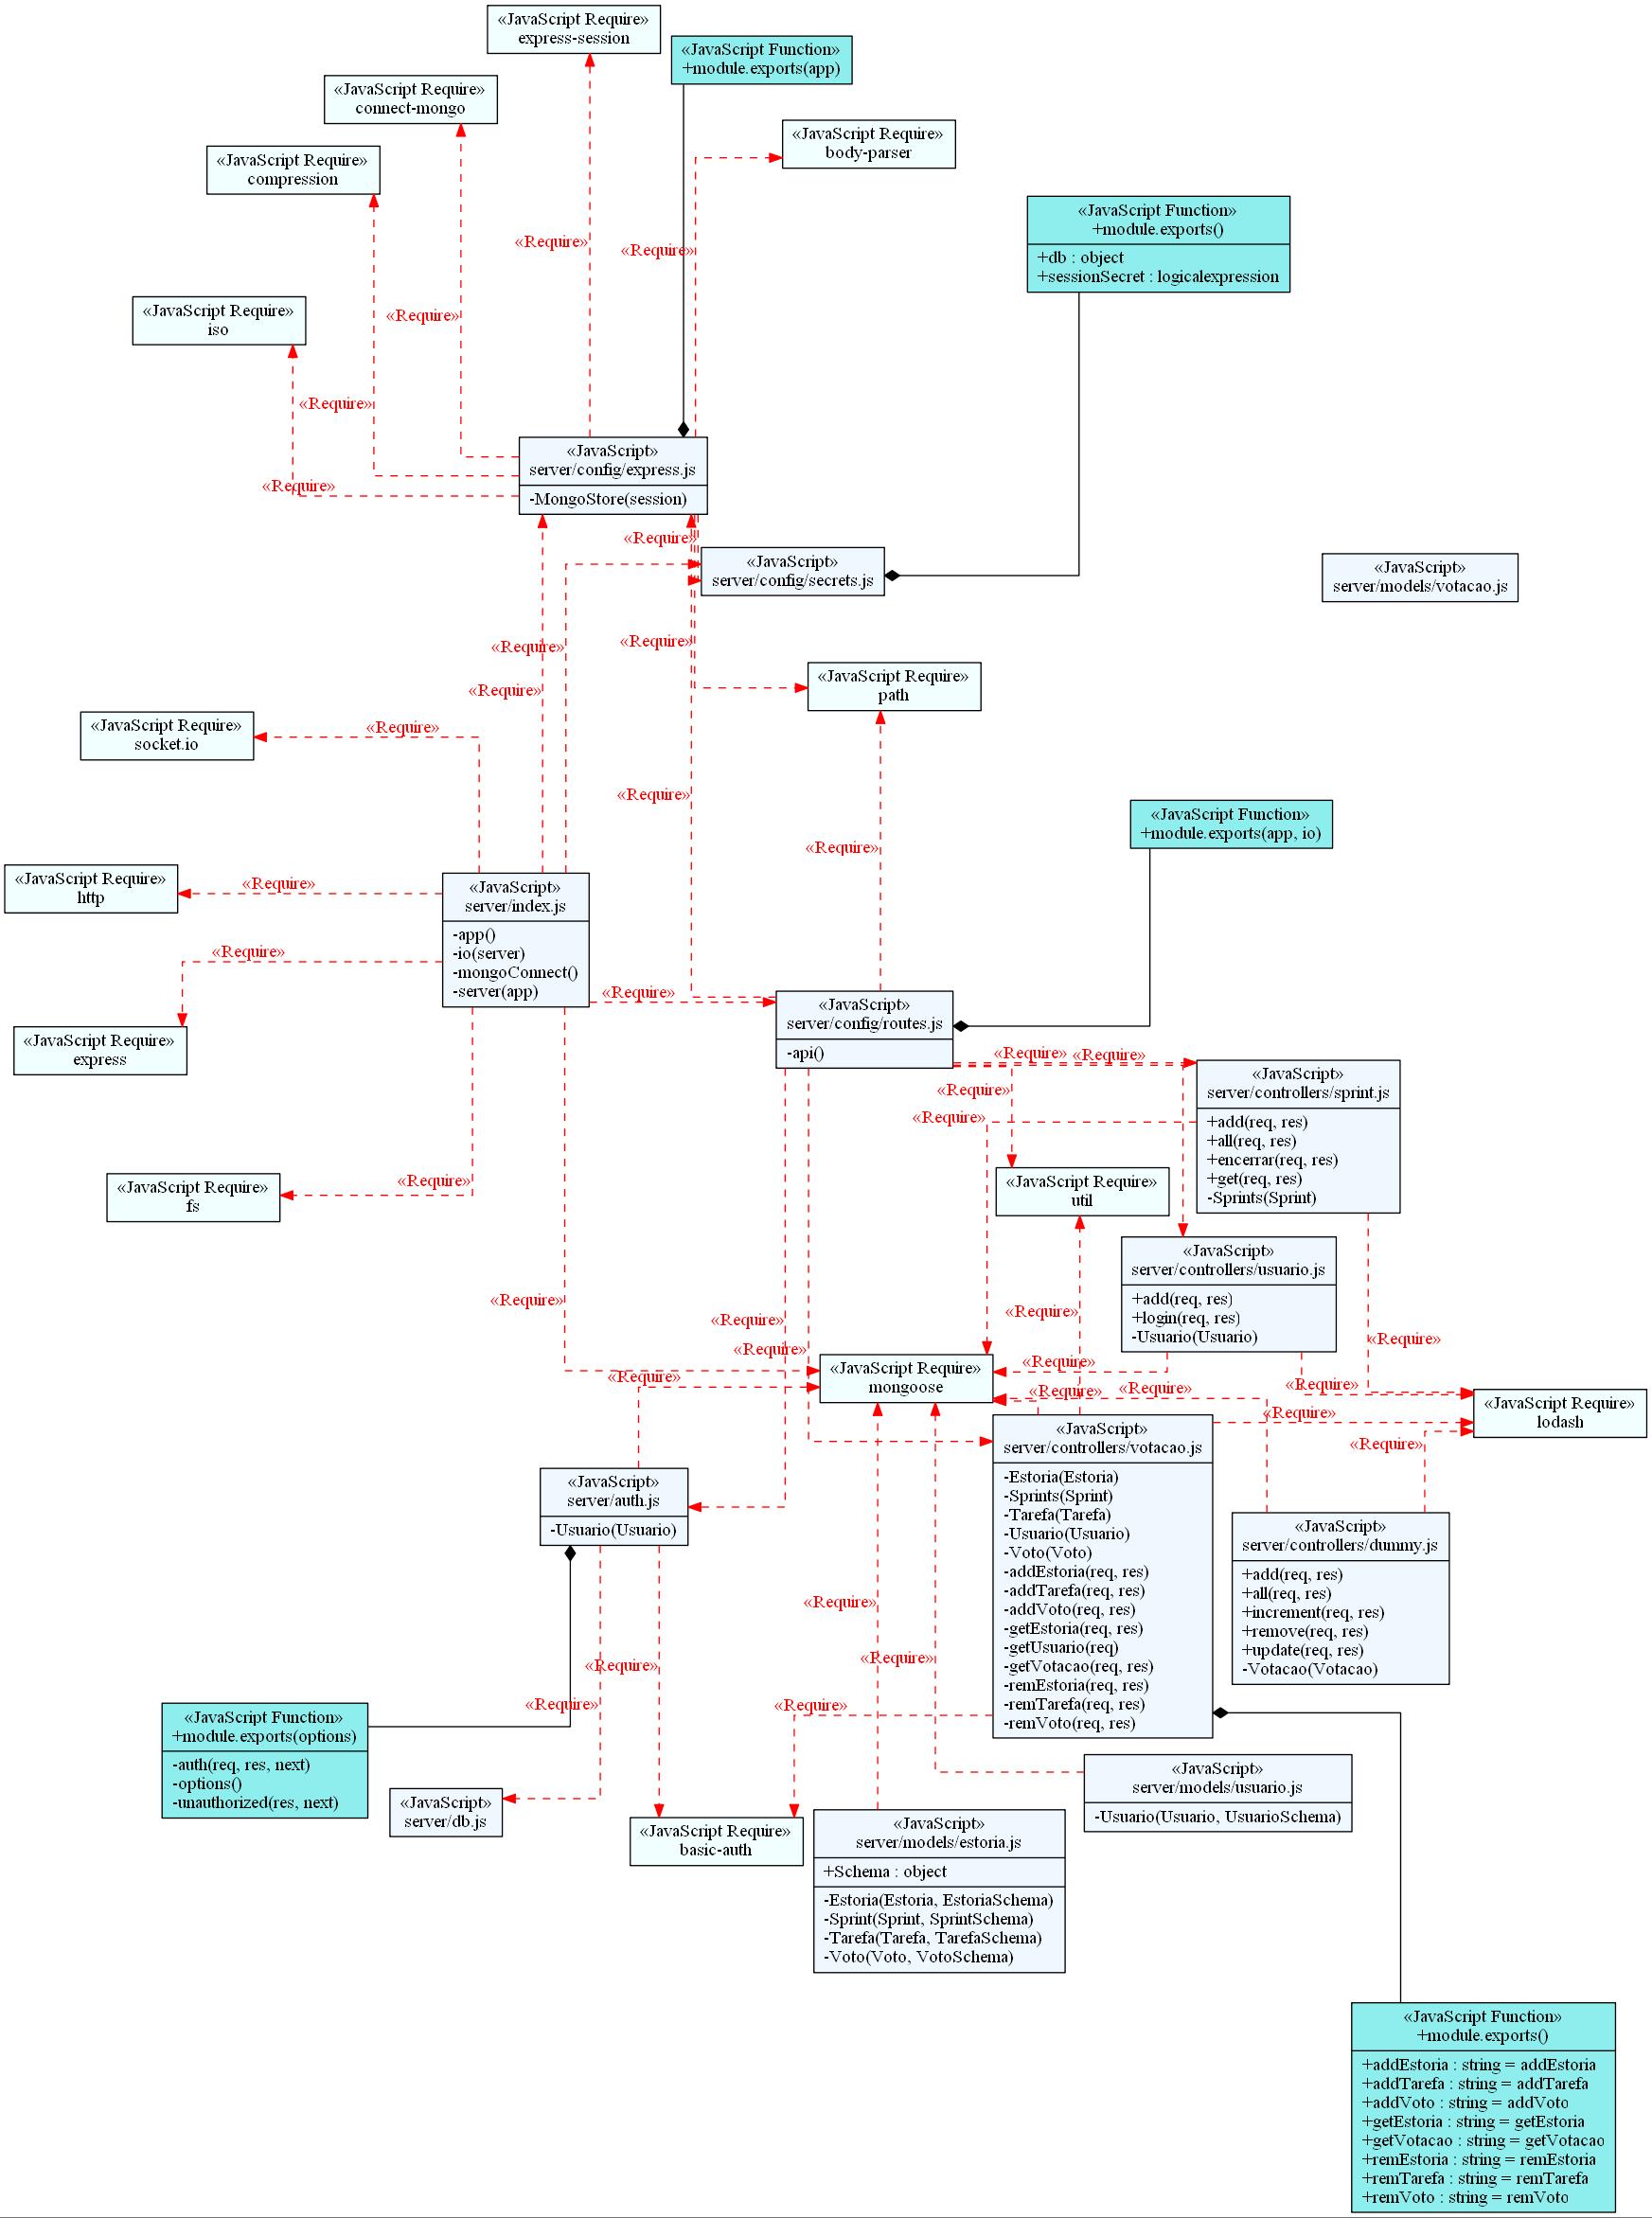 «JavaScript Require»
express-session
«JavaScript Function»
+module.exports(app)
«JavaScript Require»
connect-mongo
«JavaScript Require»
body-parser
«JavaScript Require»
compression
«JavaScript Function»
+module.exports()
+db : object
+sessionSecret : logicalexpression
«Require»
«Require»
«JavaScript Require»
iso
«Require»
«Require»
«Require»
«JavaScript»
server/config/express.js
-MongoStore(session)
«Require»
«JavaScript»
server/config/secrets.js
«JavaScript»
server/models/votacao.js
«Require»
«Require»
«Require»
«JavaScript Require»
path
«JavaScript Require»
socket.io
«Require»
«Require»
«JavaScript Function»
+module.exports(app, io)
«Require»
«JavaScript Require»
http
«Require»
«JavaScript»
server/index.js
-app()
-io(server)
-mongoConnect()
-server(app)
«Require»
«JavaScript Require»
express
«Require»
«JavaScript»
server/config/routes.js
-api()
«Require»
«Require»
«JavaScript»
server/controllers/sprint.js
+add(req, res)
+all(req, res)
+encerrar(req, res)
+get(req, res)
-Sprints(Sprint)
«Require»
«Require»
«JavaScript Require»
util
«JavaScript Require»
fs
«Require»
«JavaScript»
server/controllers/usuario.js
+add(req, res)
+login(req, res)
-Usuario(Usuario)
«Require»
«Require»
«Require»
«Require»
«Require»
«JavaScript Require»
mongoose
«Require»
«Require»
«Require»
«Require»
«Require»
«JavaScript Require»
lodash
«Require»
«Require»
«JavaScript»
server/controllers/votacao.js
-Estoria(Estoria)
-Sprints(Sprint)
-Tarefa(Tarefa)
-Usuario(Usuario)
-Voto(Voto)
-addEstoria(req, res)
-addTarefa(req, res)
-addVoto(req, res)
-getEstoria(req, res)
-getUsuario(req)
-getVotacao(req, res)
-remEstoria(req, res)
-remTarefa(req, res)
-remVoto(req, res)
«JavaScript»
server/auth.js
-Usuario(Usuario)
«JavaScript»
server/controllers/dummy.js
+add(req, res)
+all(req, res)
+increment(req, res)
+remove(req, res)
+update(req, res)
-Votacao(Votacao)
«Require»
«Require»
«Require»
«Require»
«Require»
«JavaScript Function»
+module.exports(options)
-auth(req, res, next)
-options()
-unauthorized(res, next)
«JavaScript»
server/db.js
«JavaScript Require»
basic-auth
«JavaScript»
server/models/usuario.js
-Usuario(Usuario, UsuarioSchema)
«JavaScript»
server/models/estoria.js
+Schema : object
-Estoria(Estoria, EstoriaSchema)
-Sprint(Sprint, SprintSchema)
-Tarefa(Tarefa, TarefaSchema)
-Voto(Voto, VotoSchema)
«JavaScript Function»
+module.exports()
+addEstoria : string = addEstoria
+addTarefa : string = addTarefa
+addVoto : string = addVoto
+getEstoria : string = getEstoria
+getVotacao : string = getVotacao
+remEstoria : string = remEstoria
+remTarefa : string = remTarefa
+remVoto : string = remVoto